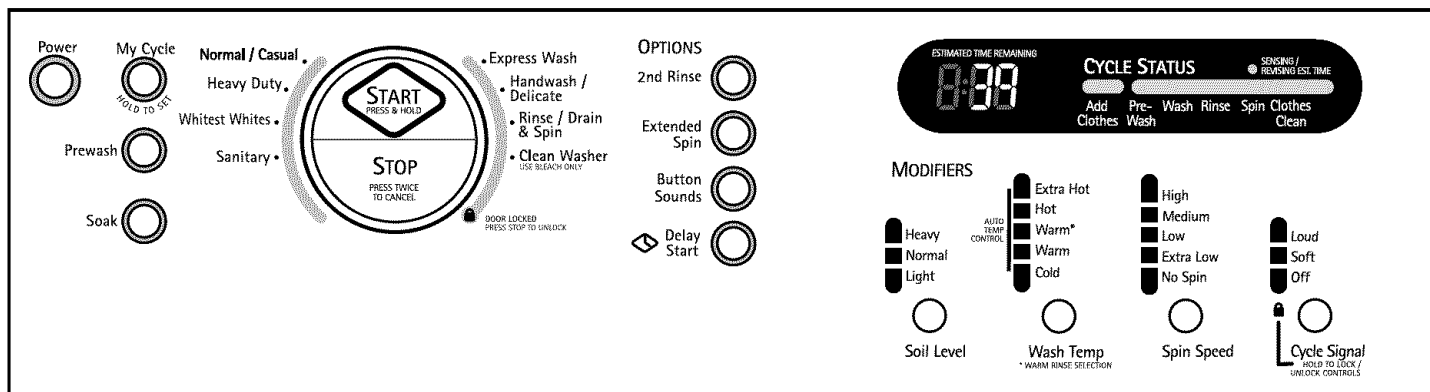 Power
My Cycle
HOLD TO SET
Prewash
Soak
Normal / Casual
Heavy Duty
Whitest Whites
Sanitary
START
PRESS & HOLD
STOP
PRESS TWICE
TO CANCEL
Express Wash
Handwash /
Delicate
Rinse / Drain
& Spin
Clean Washer
USE BLEACH ONLY
DOOR LOCKED
PRESS STOP TO UNLOCK
OPTIONS
2nd Rinse
Extended
Spin
Button
Sounds
Delay
Start
ESTIMATED TIME REMAINING
39
CYCLE STATUS
SENSING /
REVISING EST. TIME
Add
Clothes
Pre-
Wash
Wash
Rinse
Spin
Clothes
Clean
MODIFIERS
Heavy
Normal
Light
Soil Level
AUTO
TEMP
CONTROL
Extra Hot
Hot
Warm*
Warm
Cold
Wash Temp
* WARM RINSE SELECTION
High
Medium
Low
Extra Low
No Spin
Spin Speed
Loud
Soft
Off
Cycle Signal
HOLD TO LOCK /
UNLOCK CONTROLS